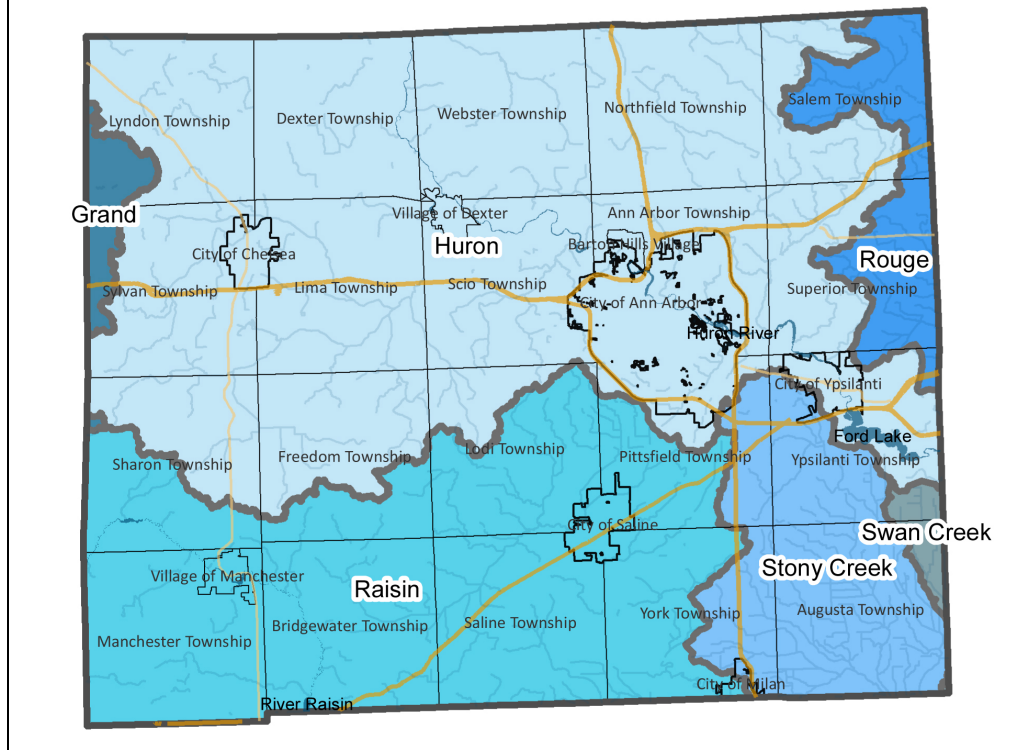 Salem Township
Northfield Township
Webster Township
Dexter Township
Lyndon Township
Grand
Village of Dexter
Ann Arbor Township
Huron
Barton Hills Village
City of Chelsea
Rouge
Sylvan Township
Lima Township
Scio Township
Superior Township
City of Ann Arbor
Huron River
City of Ypsilanti
Ford Lake
Sharon Township
Freedom Township
Lodi Township
Pittsfield Township
Ypsilanti Township
City of Saline
Swan Creek
Village of Manchester
Stony Creek
Raisin
Manchester Township
Bridgewater Township
Saline Township
York Township
Augusta Township
City of Milan
River Raisin